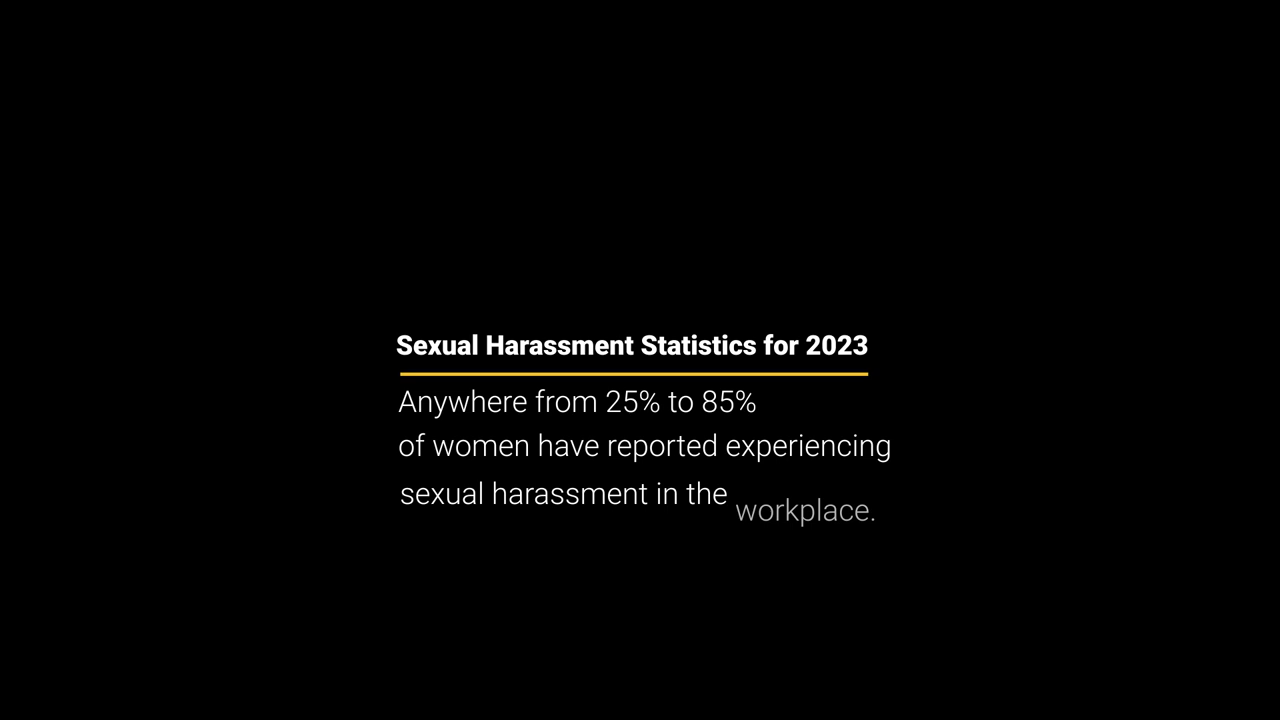 Sexual Harassment Statistics for 2023
Anywhere from 25% to 85%
of women have reported experiencing
sexual harassment in the workplace.